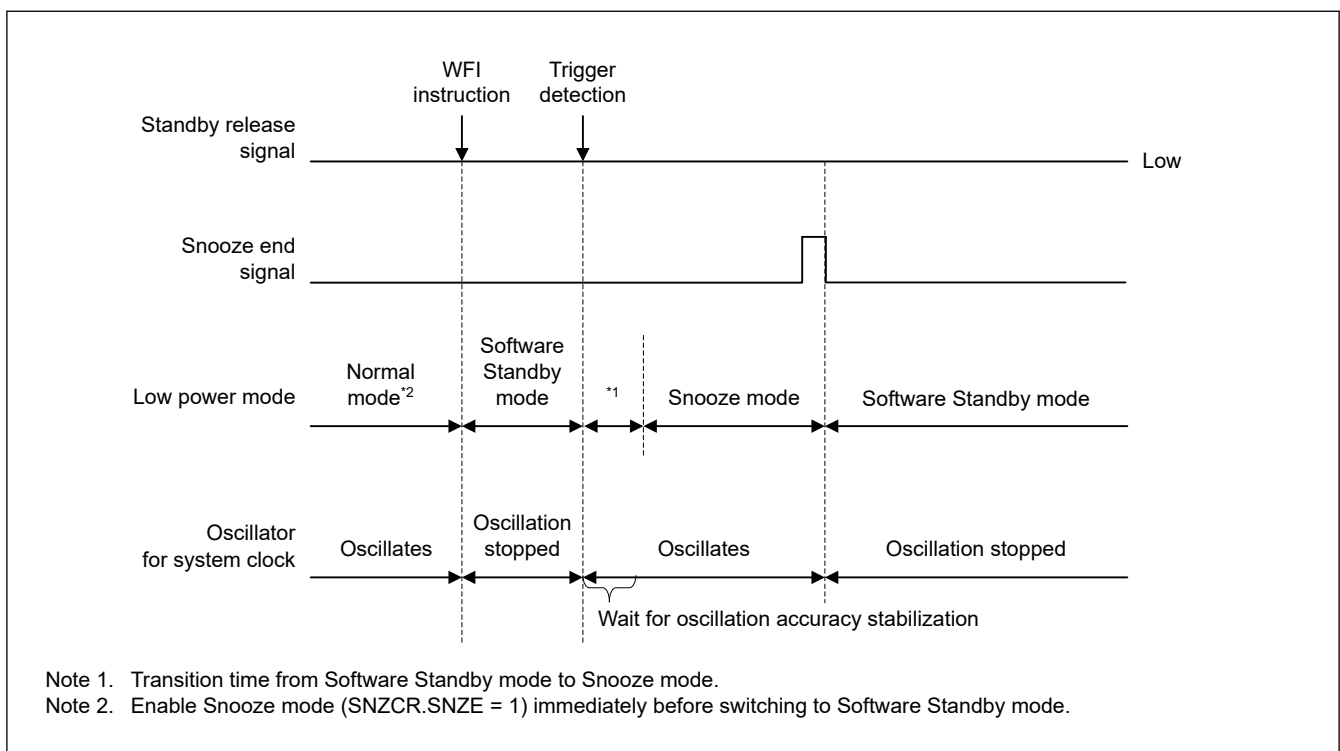 WFI
instruction
Trigger
detection
Standby release
signal
Low
Snooze end
signal
Low power mode
Normal
mode*2
Software
Standby
mode
*1
Snooze mode
Software Standby mode
Oscillator
for system clock
Oscillates
Oscillation
stopped
Oscillates
Oscillation stopped
Wait for oscillation accuracy stabilization
Note 1. Transition time from Software Standby mode to Snooze mode.
Note 2. Enable Snooze mode (SNZCR.SNZE = 1) immediately before switching to Software Standby mode.